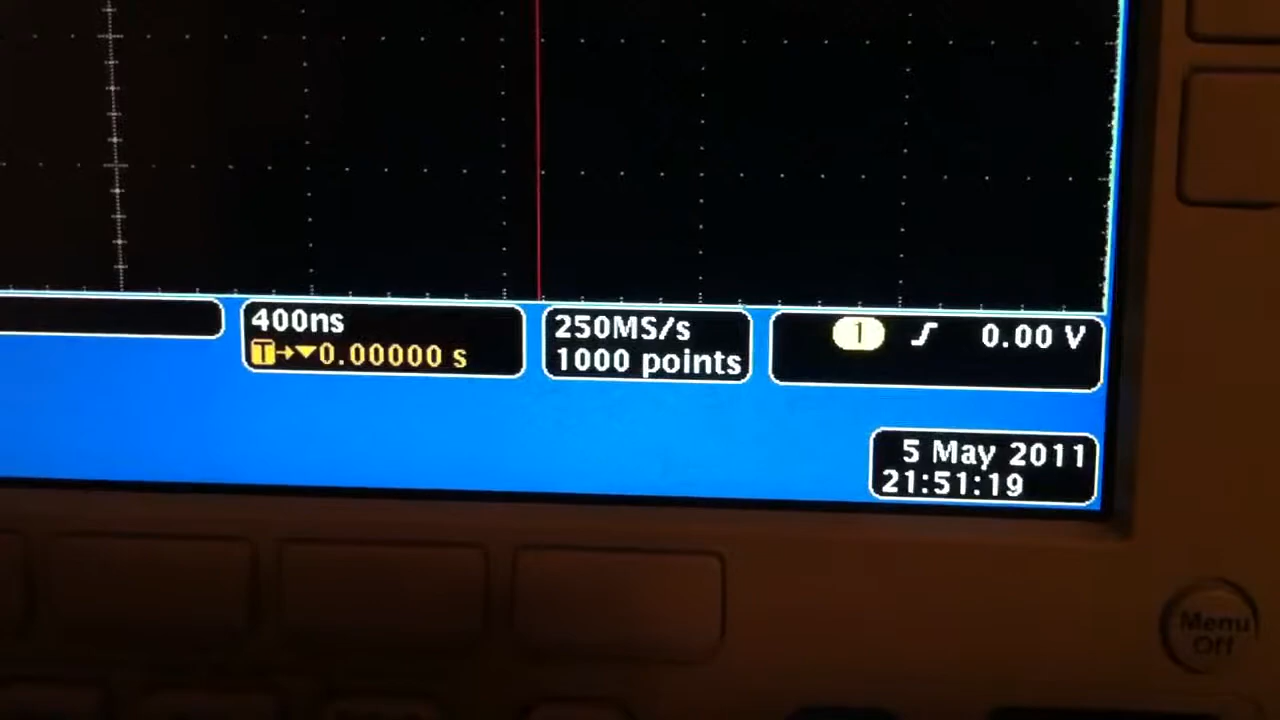 400ns
T→▼0.00000 s
250MS/s
1000 points
1 0.00 V
5 May 2011
21:51:19
Menu
Off